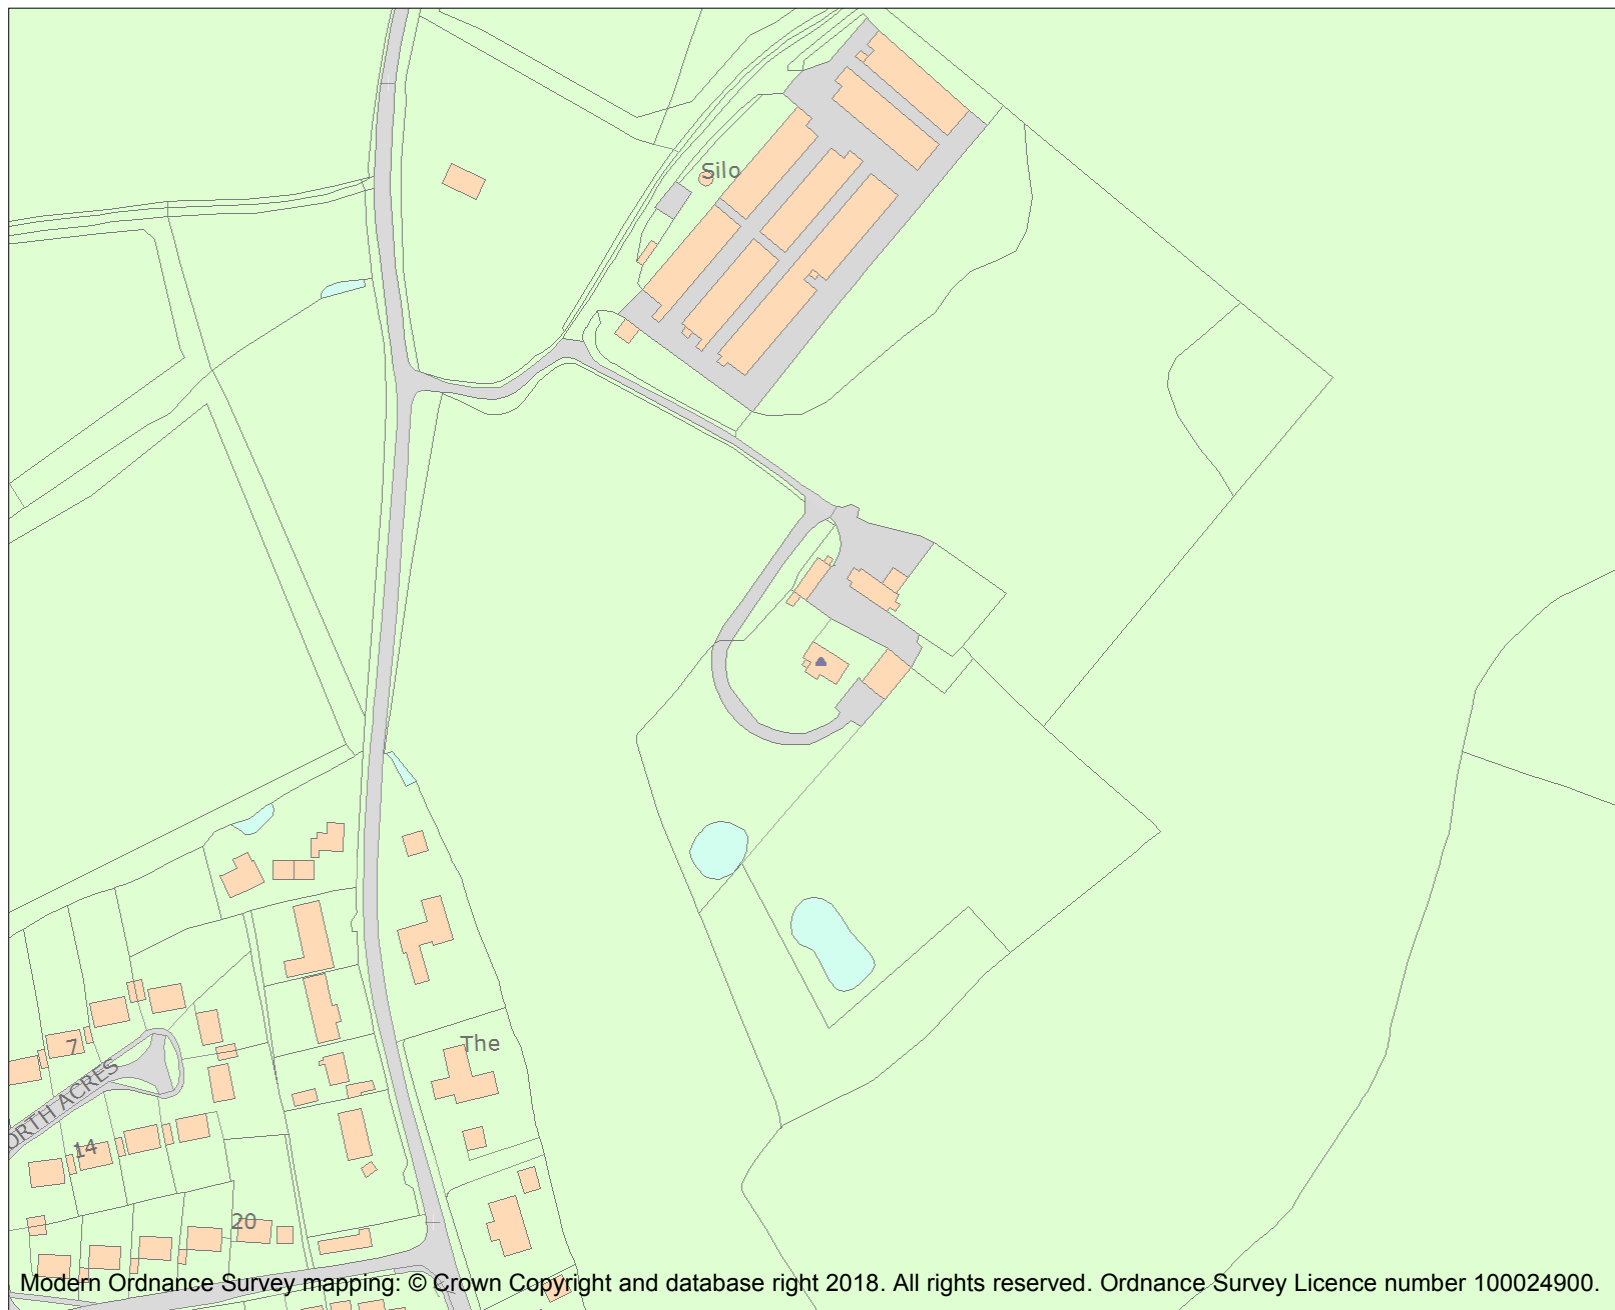 Silo
The
7
ORTH ACRES
14
20
Modern Ordnance Survey mapping: © Crown Copyright and database right 2018. All rights reserved. Ordnance Survey Licence number 100024900.